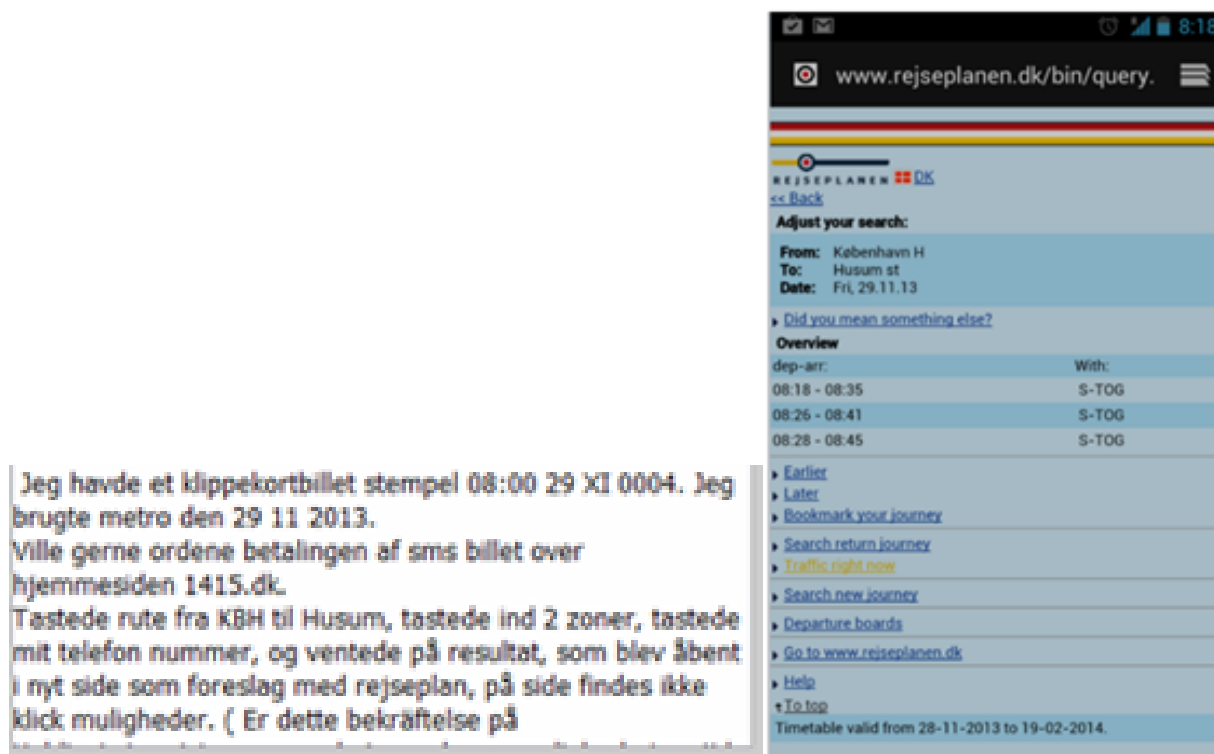 Jeg havde et klippekortbillet stempel 08:00 29 XI 0004. Jeg
brugte metro den 29 11 2013.
Ville gerne ordene betalingen af sms billet over
hjemmesiden 1415.dk.
Tastede rute fra KBH til Husum, tastede ind 2 zoner, tastede
mit telefon nummer, og ventede på resultat, som blev åbent
i nyt side som foreslag med rejseplan, på side findes ikke
klick muligheder. ( Er dette bekräftelse på
8:18
www.rejseplanen.dk/bin/query.
REJSEPLANEN DK
<< Back
Adjust your search:
From: København H
To: Husum st
Date: Fri, 29.11.13
Did you mean something else?
Overview
dep-arr: With:
08:18 - 08:35 S-TOG
08:26 - 08:41 S-TOG
08:28 - 08:45 S-TOG
Earlier
Later
Bookmark your journey
Search return journey
Traffic right now
Search new journey
Departure boards
Go to www.rejseplanen.dk
Help
To top
Timetable valid from 28-11-2013 to 19-02-2014.